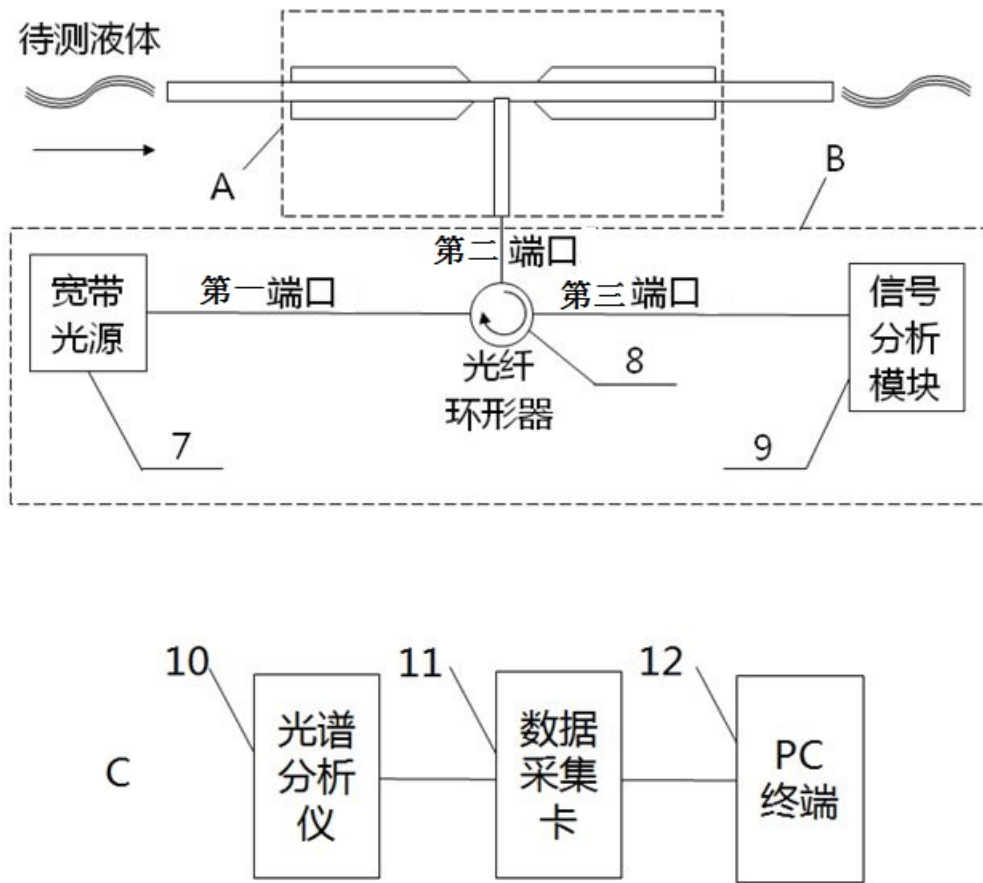 待测液体
A
B
第二 端口
第一 端口
第三 端口
宽带
光源
信号
分析
模块
光纤
环形器
8
7
9
10
11
12
光谱
分析
仪
数据
采集
卡
PC
终端
C